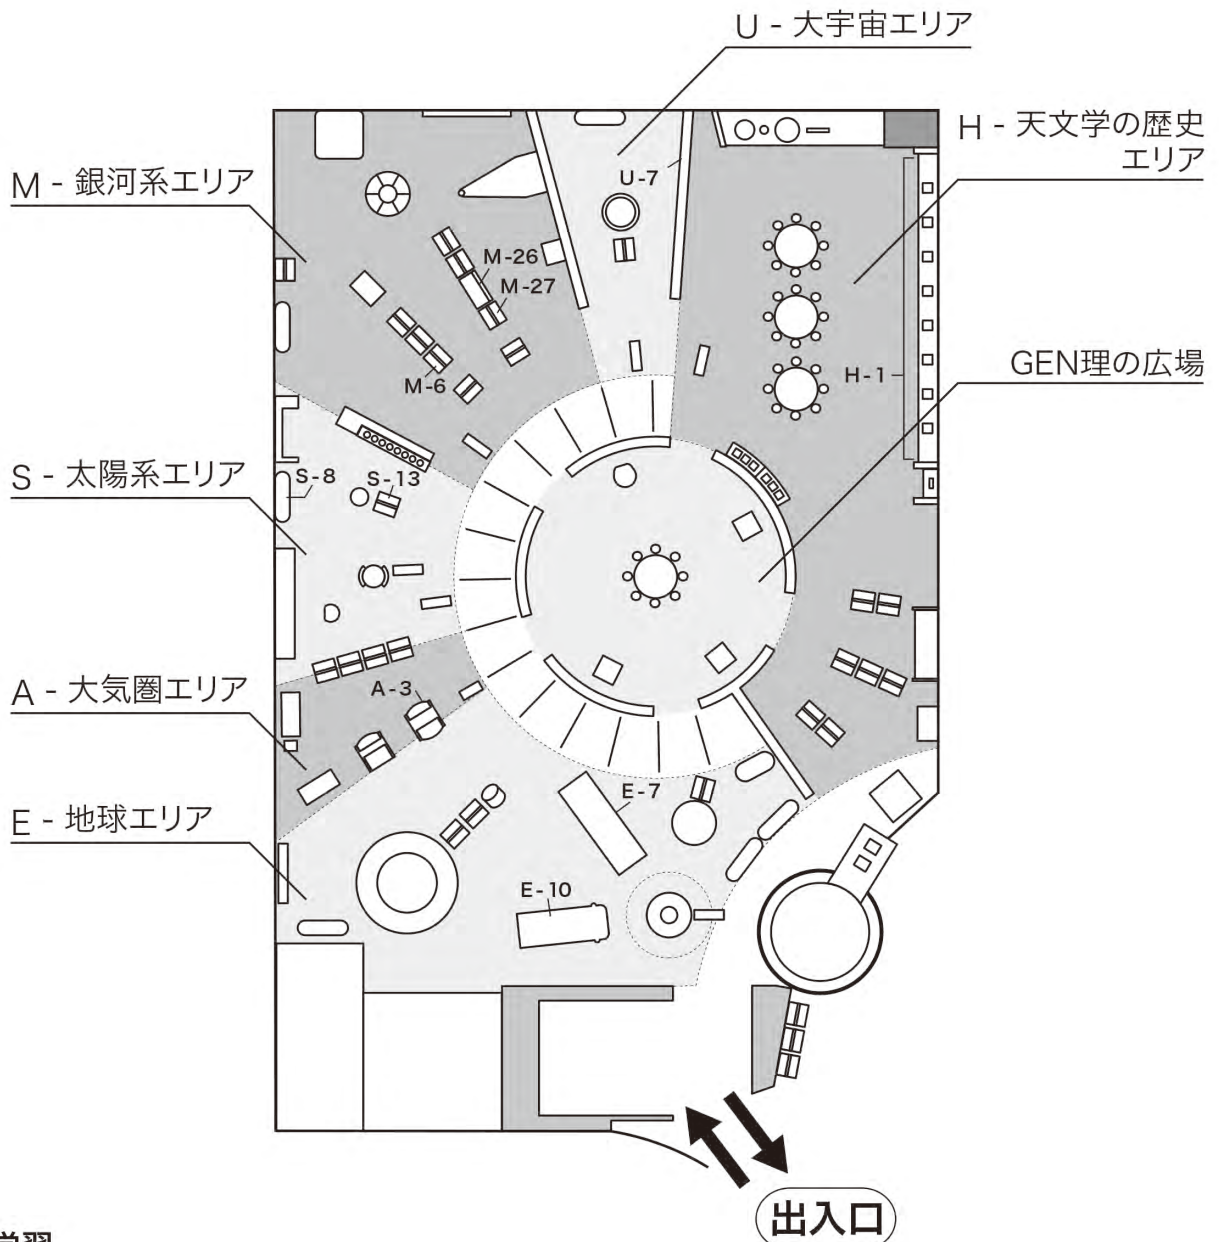 U - 大宇宙エリア
H - 天文学の歴史
エリア
M - 銀河系エリア
U-7
M-26
M-27
GEN理の広場
H-1
M-6
S - 太陽系エリア
S-8
S-13
A - 大気圏エリア
A-3
E - 地球エリア
E-7
E-10
出入口